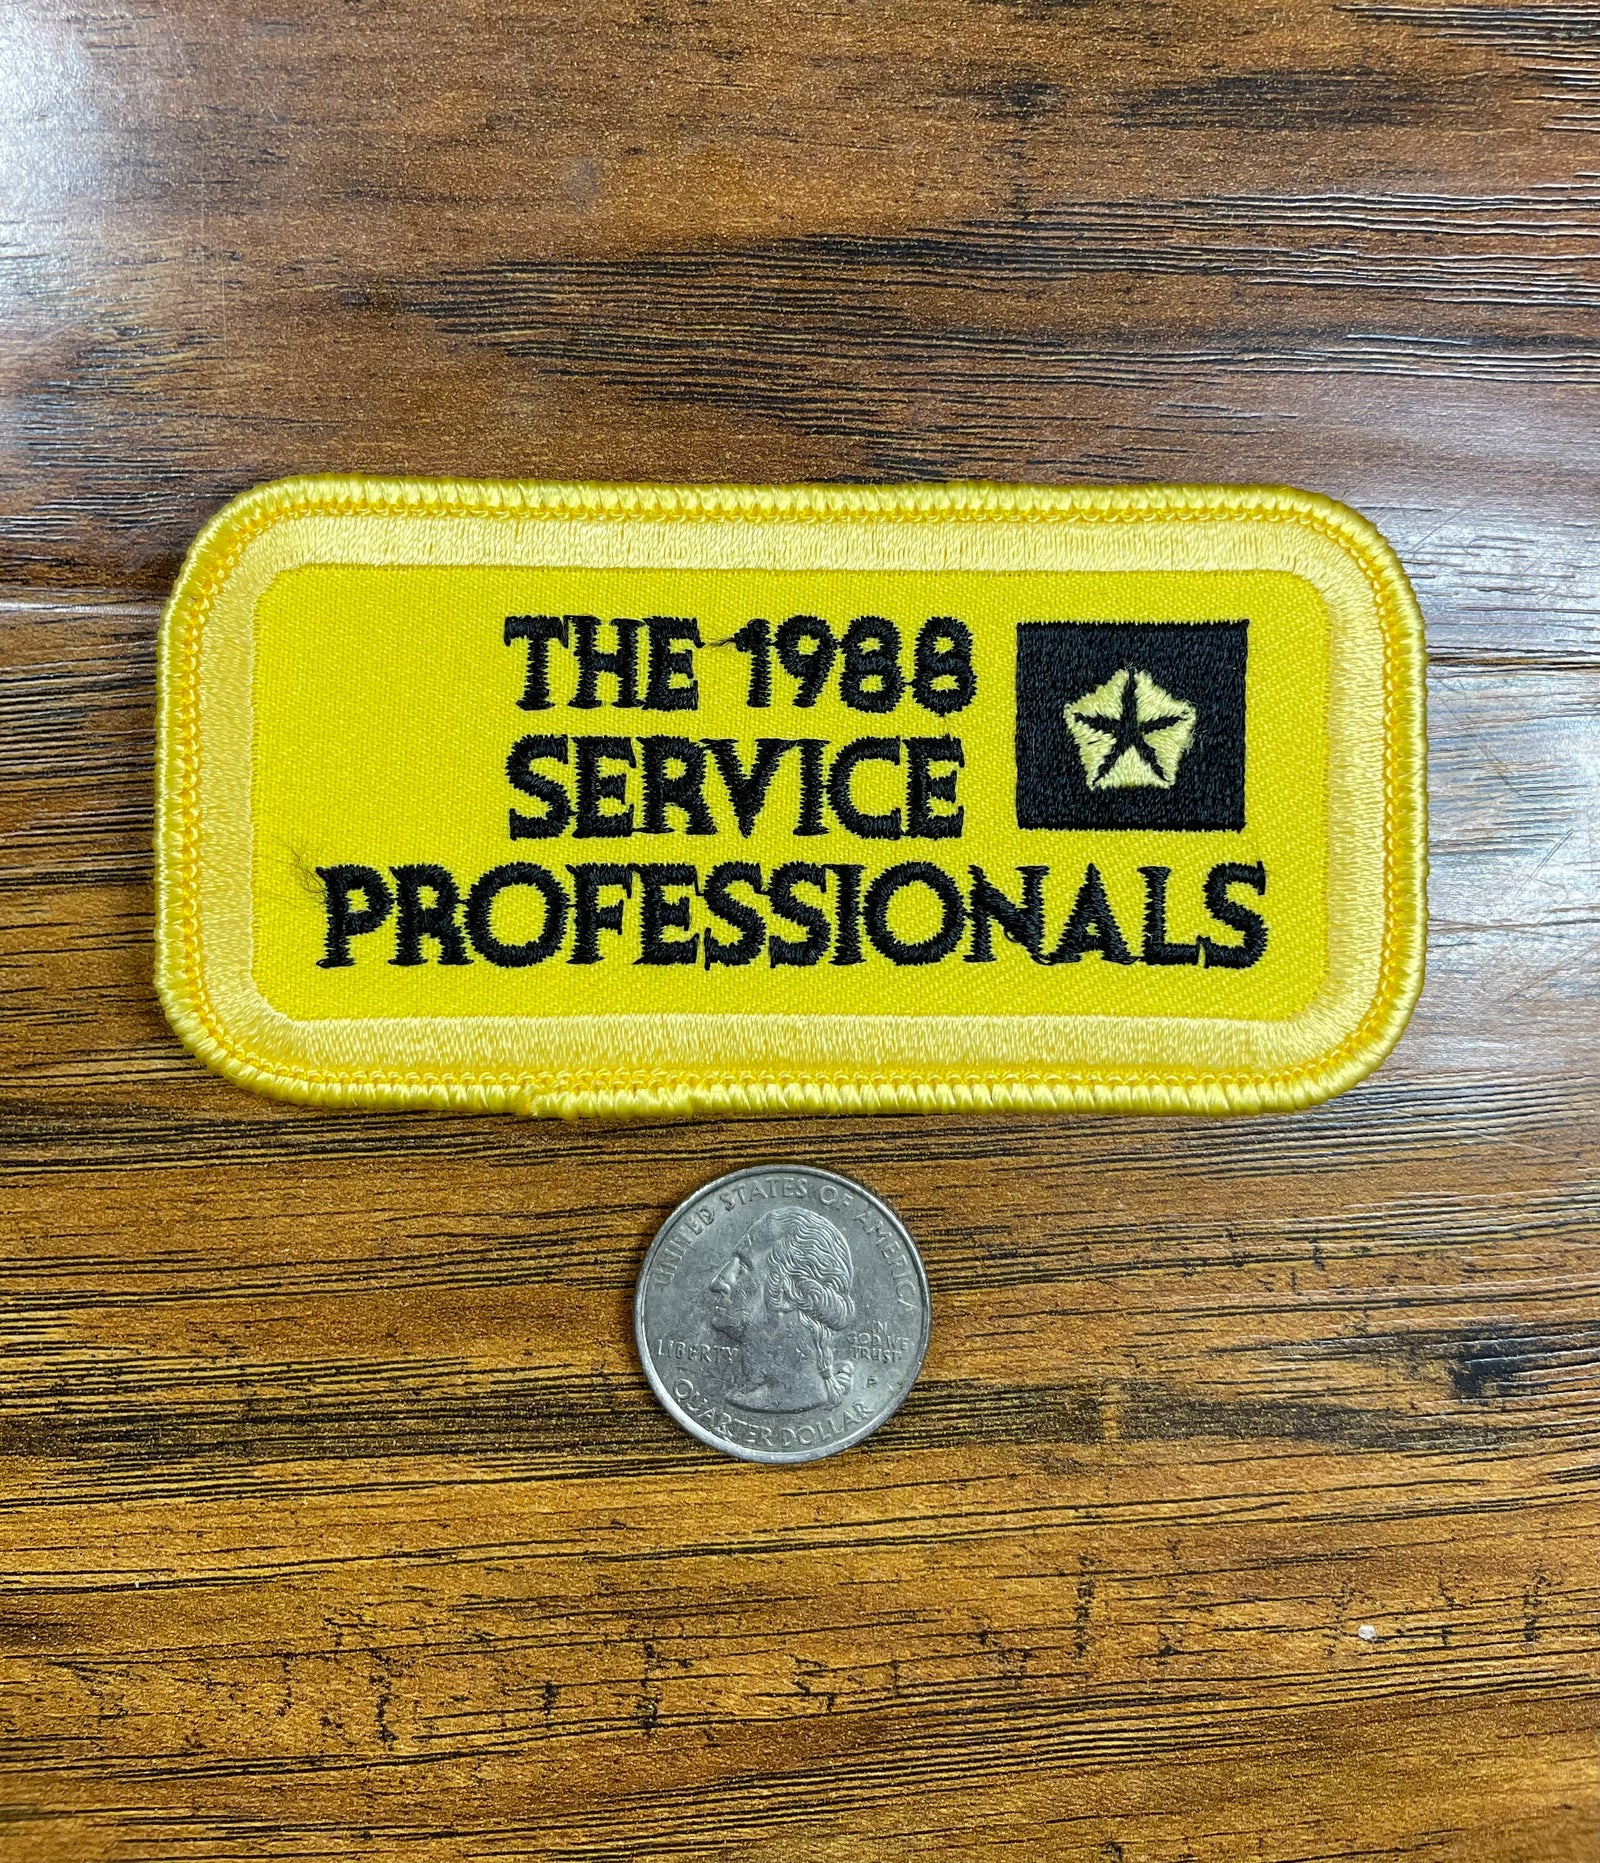 THE 1988
SERVICE
PROFESSIONALS
UNITED STATES OF AMERICA
LIBERTY
IN
GOD WE
TRUST
P
QUARTER DOLLAR